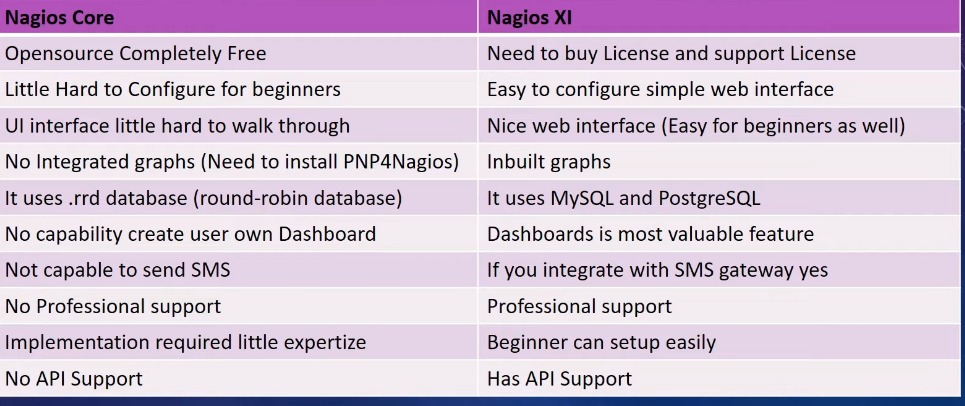 Nagios Core Nagios XI
Opensource Completely Free Need to buy License and support License
Little Hard to Configure for beginners Easy to configure simple web interface
UI interface little hard to walk through Nice web interface (Easy for beginners as well)
No Integrated graphs (Need to install PNP4Nagios) Inbuilt graphs
It uses .rrd database (round-robin database) It uses MySQL and PostgreSQL
No capability create user own Dashboard Dashboards is most valuable feature
Not capable to send SMS If you integrate with SMS gateway yes
No Professional support Professional support
Implementation required little expertize Beginner can setup easily
No API Support Has API Support